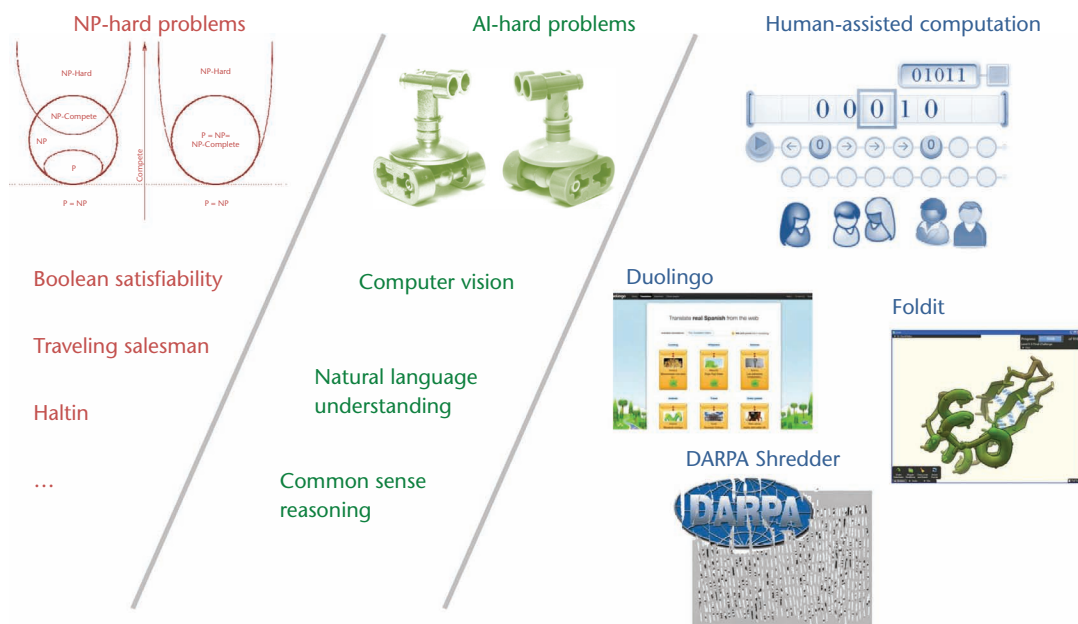 NP-hard problems
AI-hard problems
Human-assisted computation
NP-Hard
NP-Hard
NP-Compete
NP
P
P = NP=
NP-Complete
Compete
P = NP
P = NP
01011
0 0 0 1 0
0
0
Boolean satisfiability
Traveling salesman
Haltin
…
Computer vision
Natural language
understanding
Common sense
reasoning
Duolingo
Translate real Spanish from the web
Foldit
DARPA Shredder
DARPA